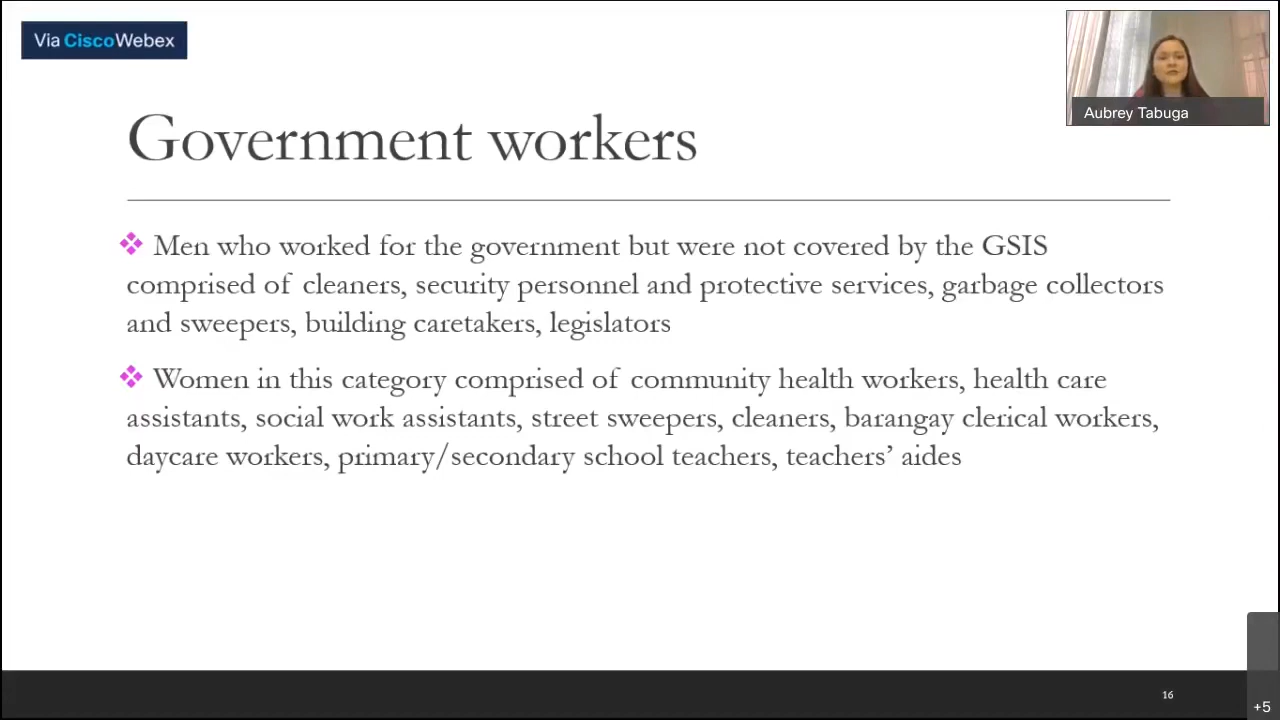 Via CiscoWebex
Aubrey Tabuga
Government workers
Men who worked for the government but were not covered by the GSIS
comprised of cleaners, security personnel and protective services, garbage collectors
and sweepers, building caretakers, legislators
Women in this category comprised of community health workers, health care
assistants, social work assistants, street sweepers, cleaners, barangay clerical workers,
daycare workers, primary/secondary school teachers, teachers’ aides
16
+5